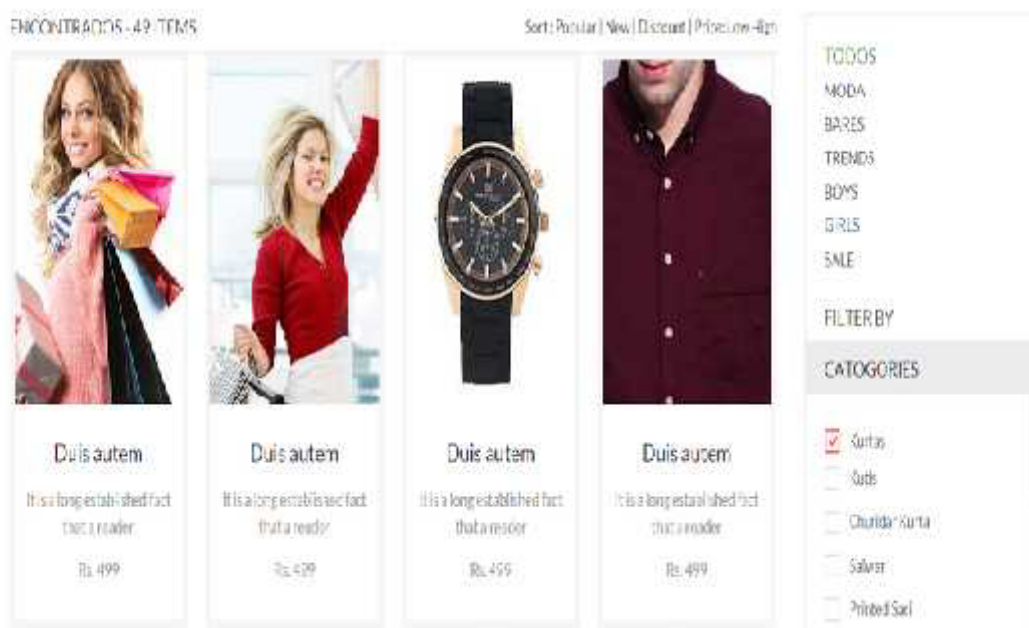 ENCONTRADOS - 49 ITEMS
Sort : Popular | New | Discount | Price: Low High
Duis autem
It is a long established fact
that a reader
Rs. 499
Duis autem
It is a long established fact
that a reader
Rs. 499
Duis autem
It is a long established fact
that a reader
Rs. 499
Duis autem
It is a long established fact
that a reader
Rs. 499
TODOS
MODA
BARES
TRENDS
BOYS
GIRLS
SALE
FILTER BY
CATOGORIES
Kurtas
Kutis
Churidar Kurta
Salwar
Printed Sari